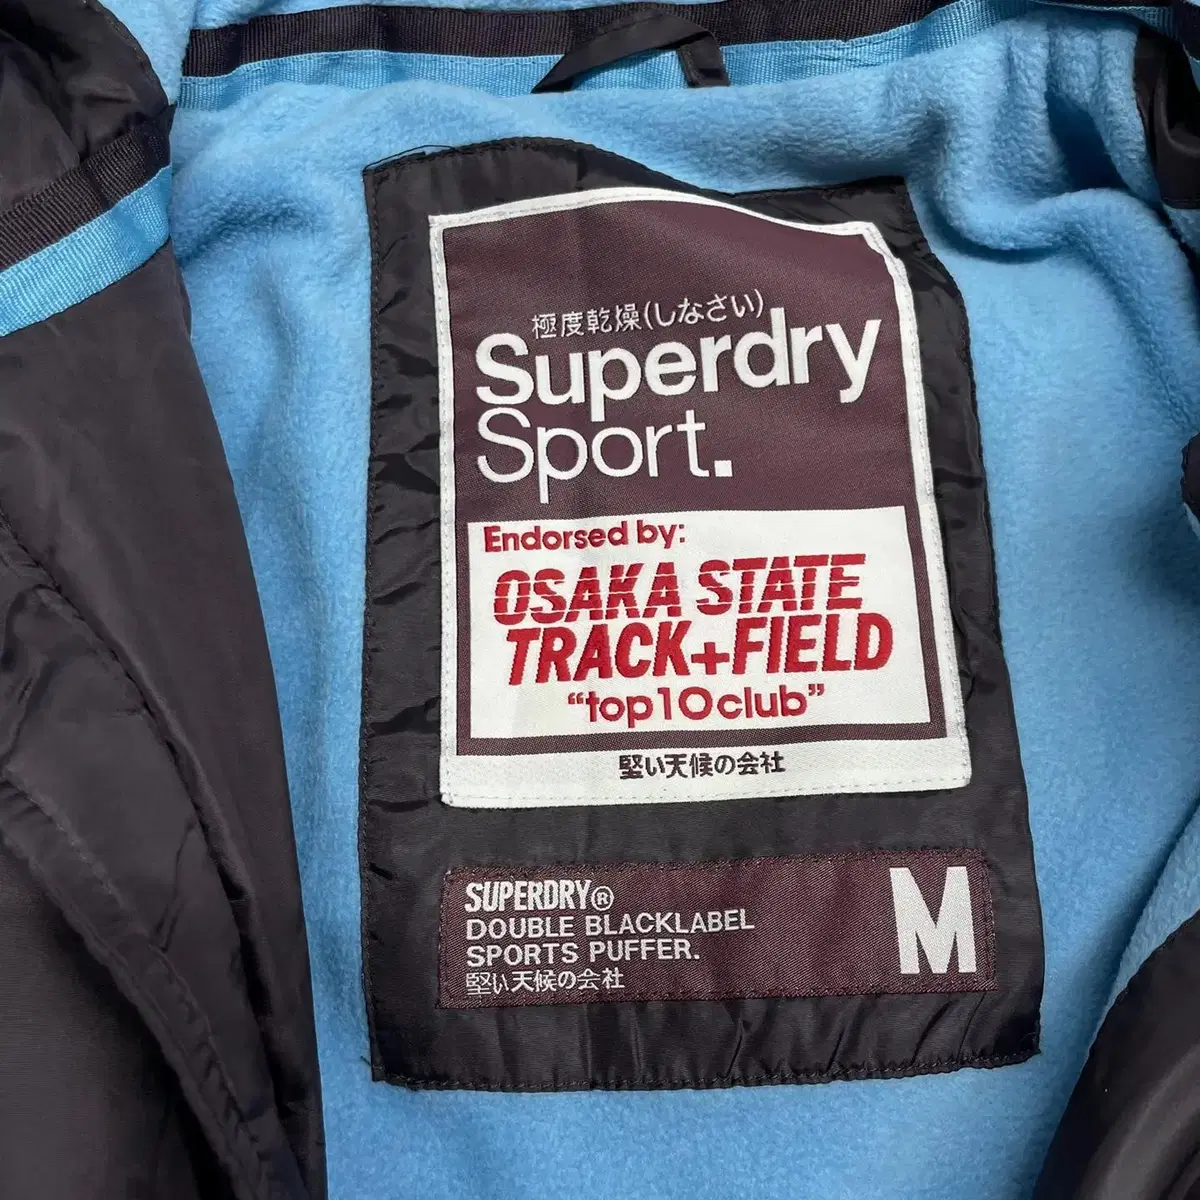 極度乾燥(しなさい)
Superdry
Sport.
Endorsed by:
OSAKA STATE
TRACK+FIELD
“top10club”
堅い天候の会社
SUPERDRY®
DOUBLE BLACKLABEL
SPORTS PUFFER.
堅い天候の会社
M